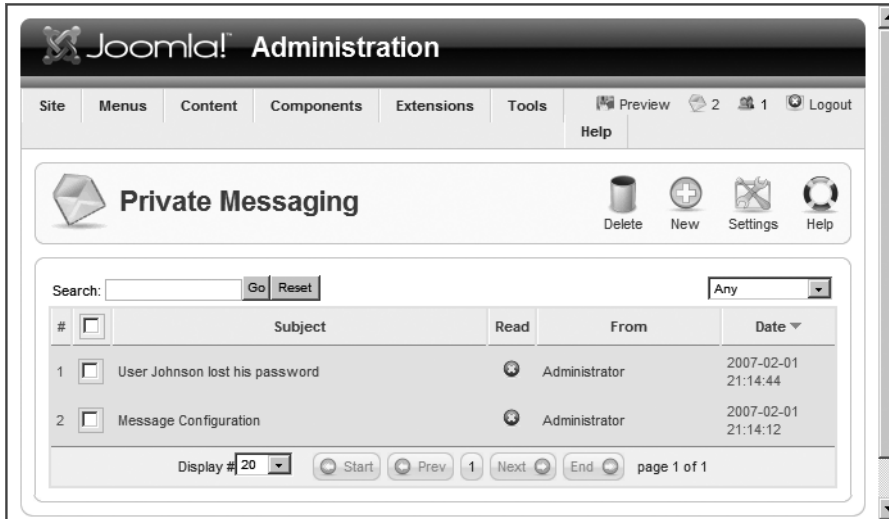 Joomla! Administration
Site Menus Content Components Extensions Tools Preview 2 1 Logout
Help
Private Messaging
Delete New Settings Help
Search: Go Reset Any
# Subject Read From Date
1 User Johnson lost his password Administrator 2007-02-01
21:14:44
2 Message Configuration Administrator 2007-02-01
21:14:12
Display # 20 Start Prev 1 Next End page 1 of 1